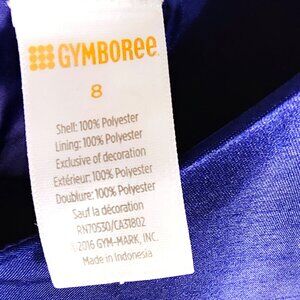 GYMBOREE
8
Shell: 100% Polyester
Lining: 100% Polyester
Exclusive of decoration
Extérieur: 100% Polyester
Doublure: 100% Polyester
Sauf la décoration
RN70530/CA31802
©2016 GYM-MARK, INC.
Made in Indonesia